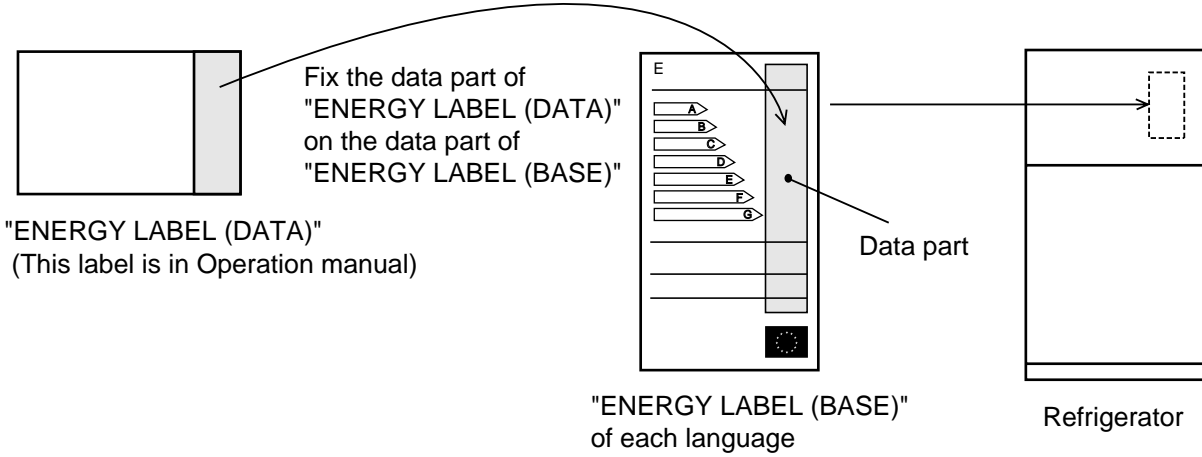 Fix the data part of
"ENERGY LABEL (DATA)"
on the data part of
"ENERGY LABEL (BASE)"
"ENERGY LABEL (DATA)"
(This label is in Operation manual)
E
A
B
C
D
E
F
G
Data part
"ENERGY LABEL (BASE)"
of each language
Refrigerator